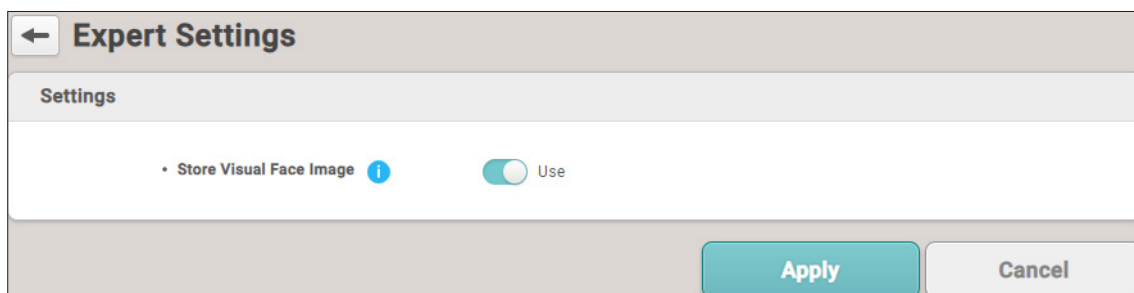 Expert Settings
Settings
• Store Visual Face Image i Use
Apply Cancel